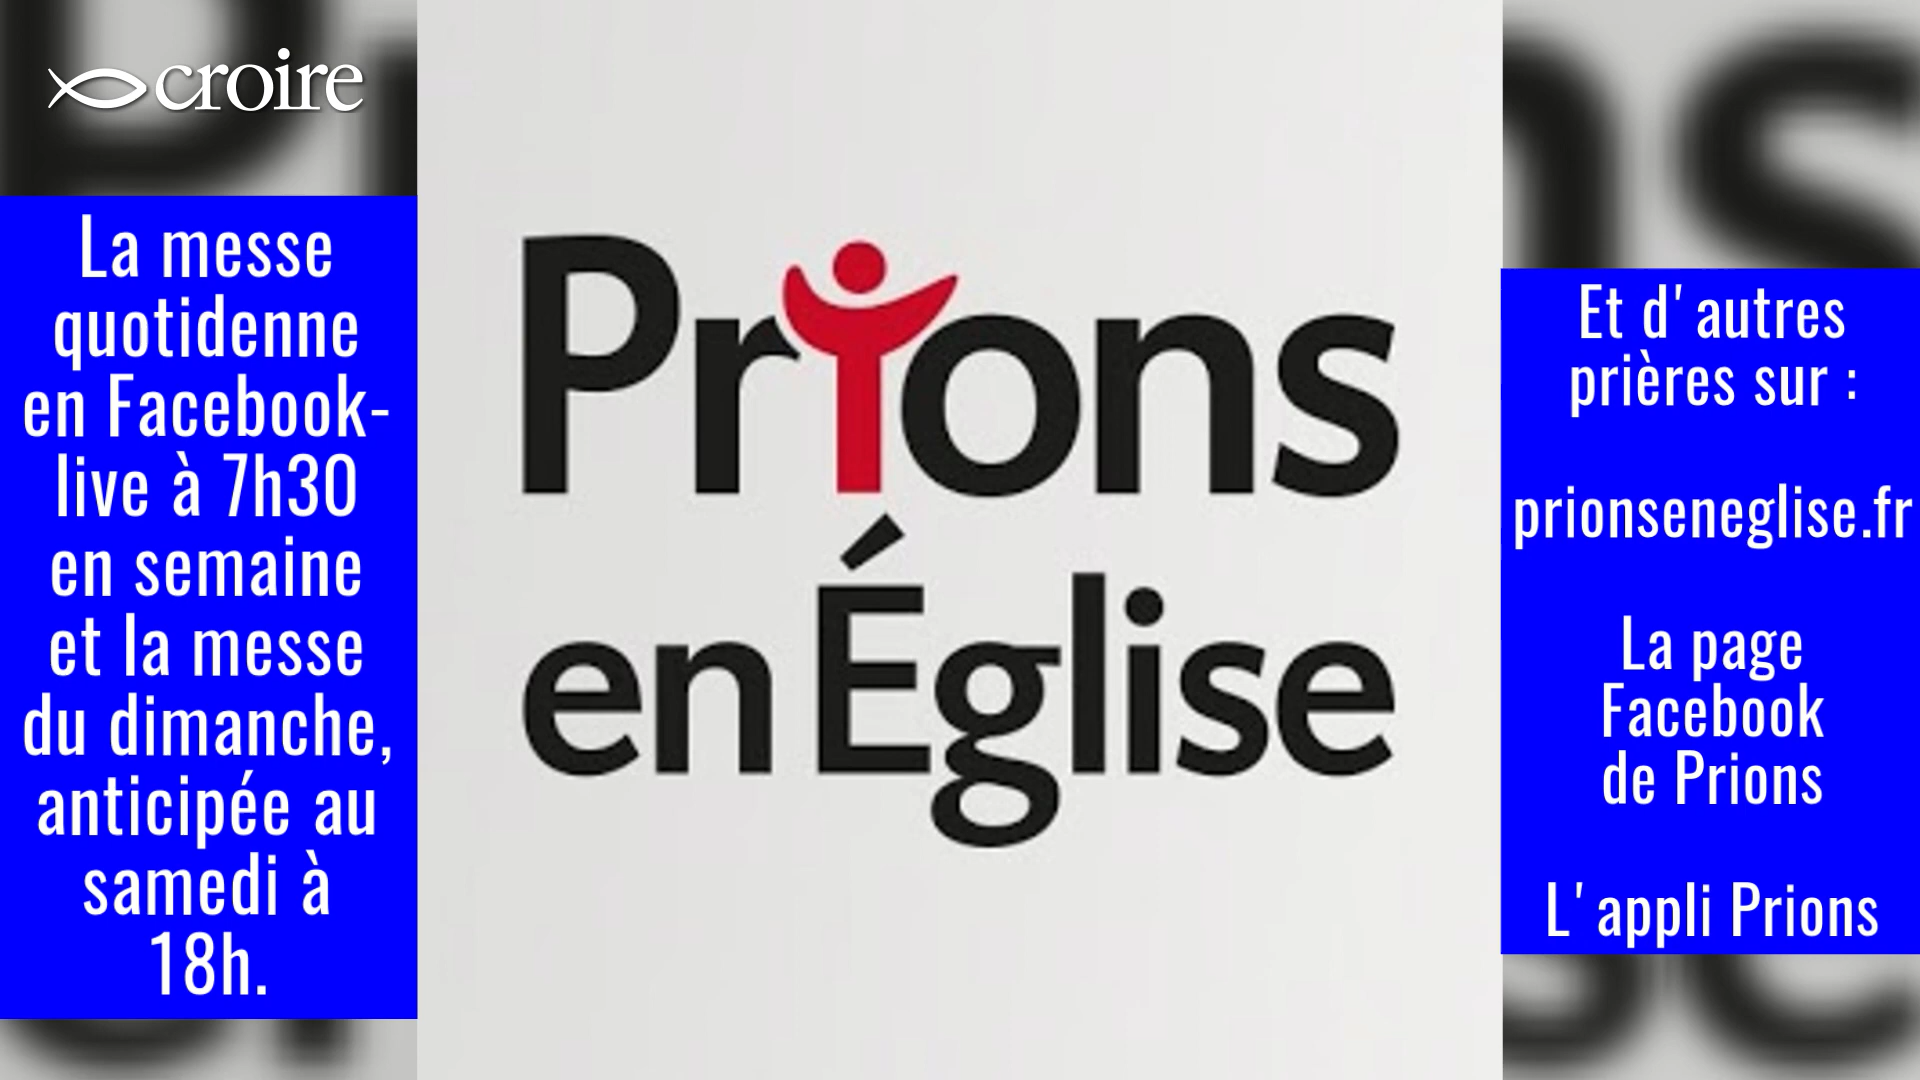 croire
La messe
quotidenne
en Facebook-
live à 7h30
en semaine
et la messe
du dimanche,
anticipée au
samedi à
18h.
Prions
en Église
Et d'autres
prières sur :
prionseneglise.fr
La page
Facebook
de Prions
L'appli Prions